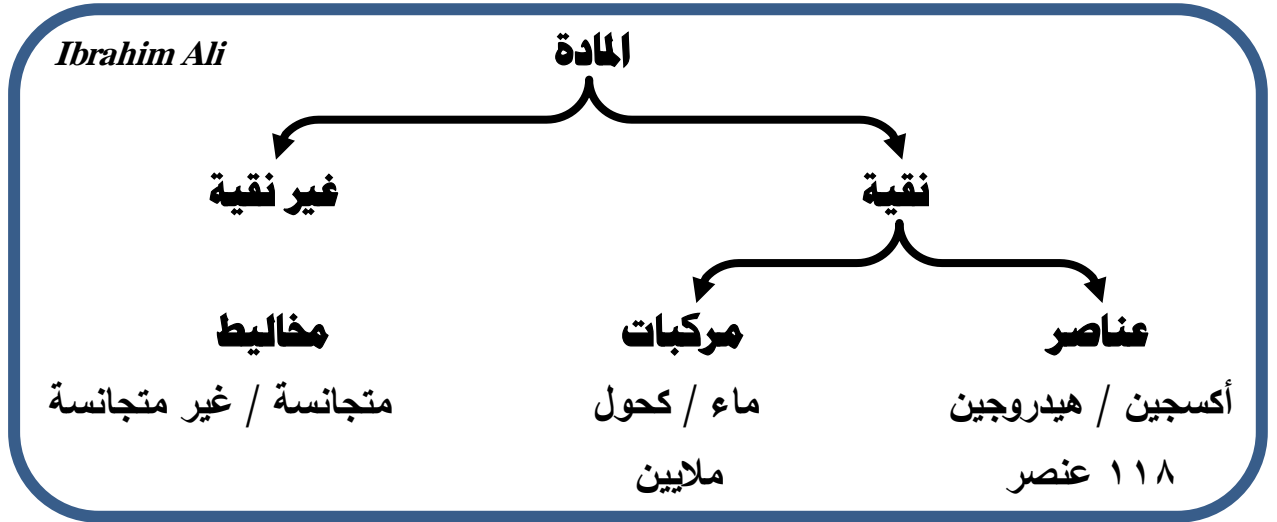 Ibrahim Ali
المادة
نقية
غير نقية
عناصر
مركبات
مخاليط
أكسجين / هيدروجين
ماء / كحول
متجانسة / غير متجانسة
١١٨ عنصر
ملايين